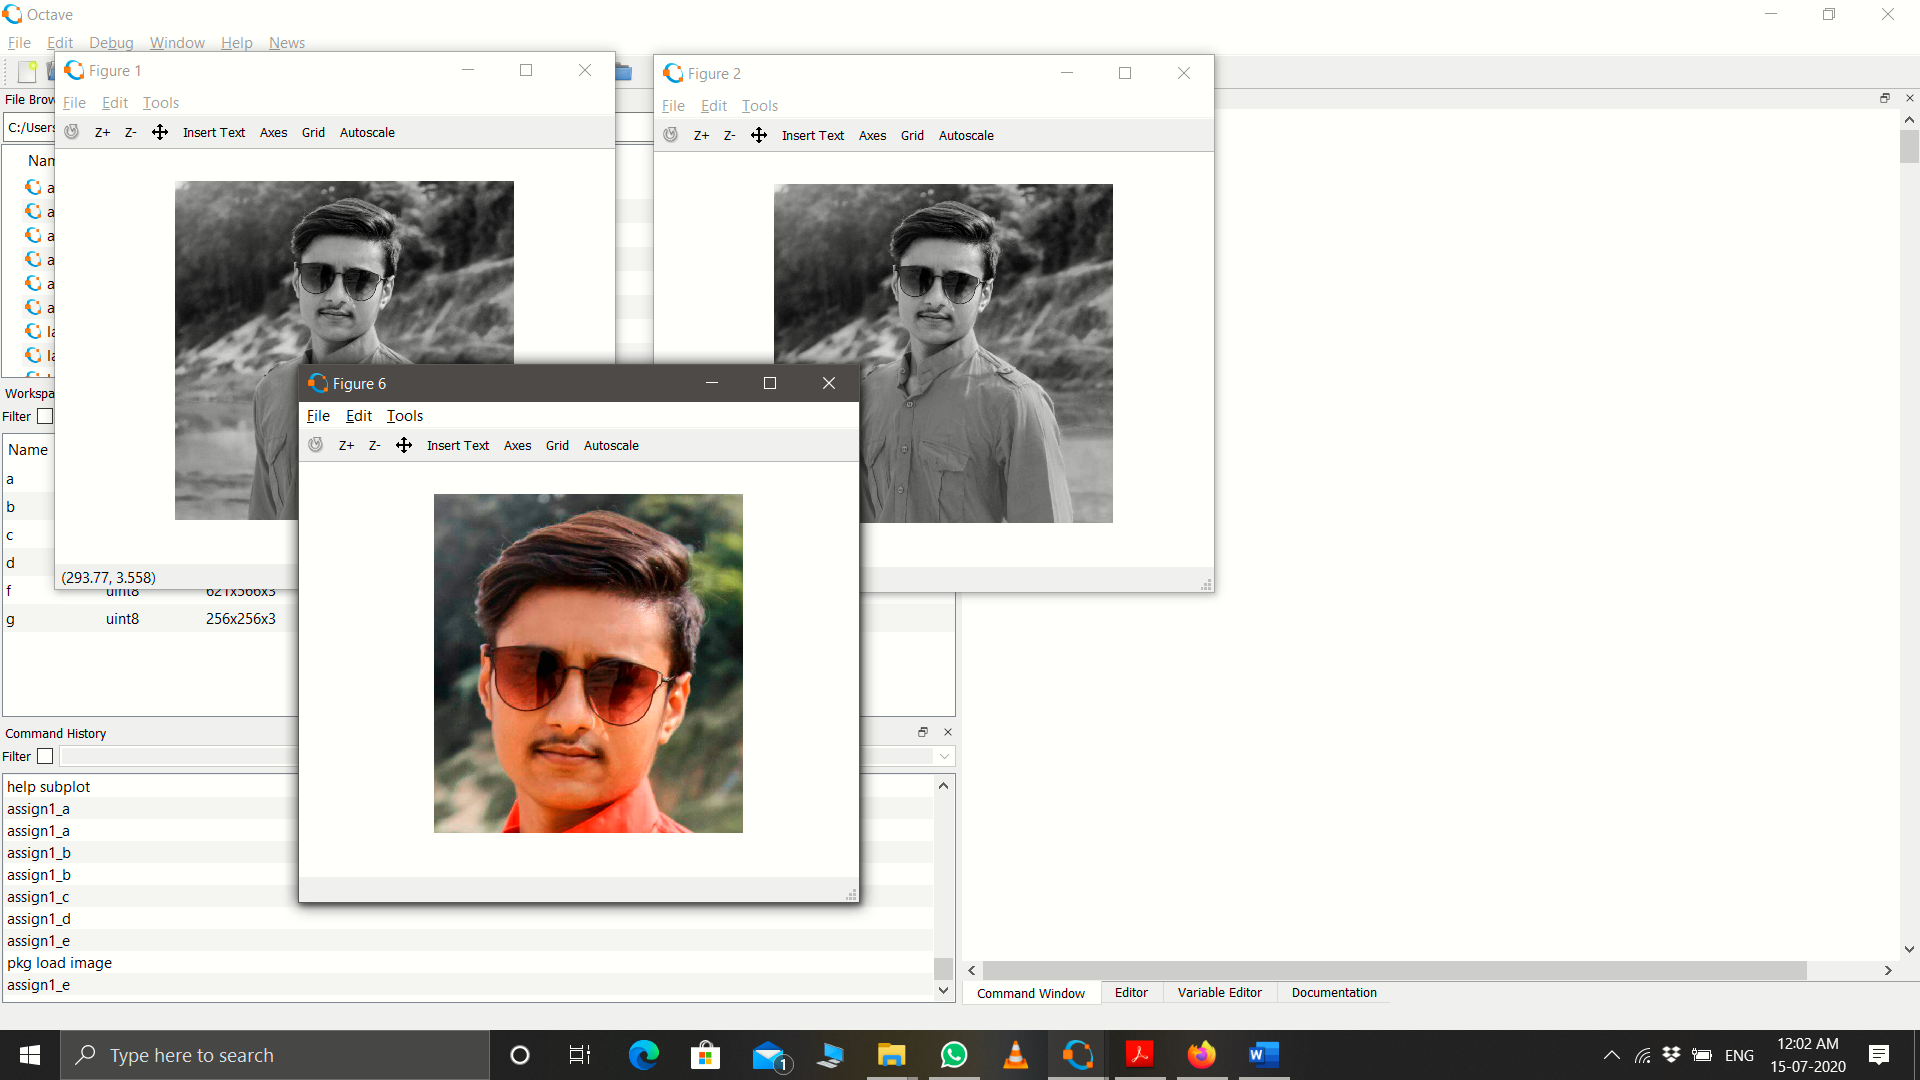 Octave
File Edit Debug Window Help News
Figure 1
File Edit Tools
Z+ Z- Insert Text Axes Grid Autoscale
(293.77, 3.558)
Figure 2
File Edit Tools
Z+ Z- Insert Text Axes Grid Autoscale
Figure 6
File Edit Tools
Z+ Z- Insert Text Axes Grid Autoscale
File Brow
C:/Users
Nam
a
a
a
a
a
a
la
la
Workspa
Filter
Name
a
b
c
d
f uint8 621x566x3
g uint8 256x256x3
Command History
Filter
help subplot
assign1_a
assign1_a
assign1_b
assign1_b
assign1_c
assign1_d
assign1_e
pkg load image
assign1_e
Command Window Editor Variable Editor Documentation
Type here to search
1
W
ENG
12:02 AM
15-07-2020